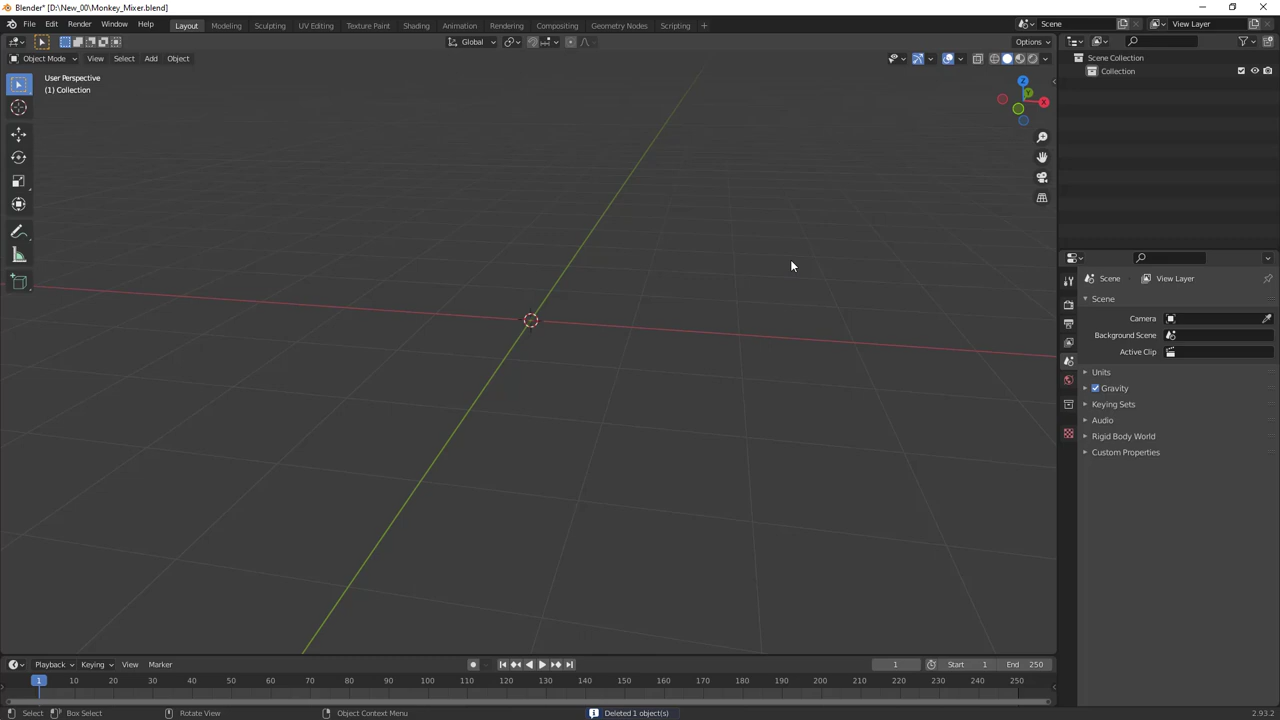 Blender* [D:\New_00\Monkey_Mixer.blend]
File Edit Render Window Help Layout Modeling Sculpting UV Editing Texture Paint Shading Animation Rendering Compositing Geometry Nodes Scripting + Scene View Layer
Global Options
Object Mode View Select Add Object
User Perspective
(1) Collection
Z
Y
X
Scene Collection
Collection
Scene View Layer
Scene
Camera
Background Scene
Active Clip
Units
Gravity
Keying Sets
Audio
Rigid Body World
Custom Properties
Playback Keying View Marker 1 Start 1 End 250
1 10 20 30 40 50 60 70 80 90 100 110 120 130 140 150 160 170 180 190 200 210 220 230 240 250
Select Box Select Rotate View Object Context Menu Deleted 1 object(s) 2.93.2